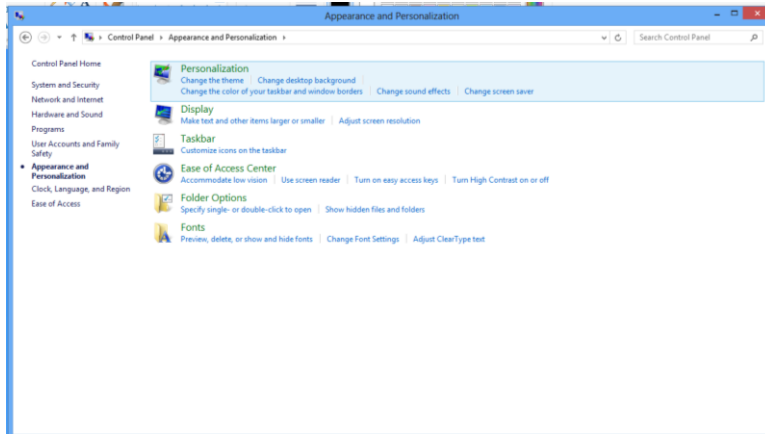 Appearance and Personalization
Control Panel › Appearance and Personalization ›
Search Control Panel
Control Panel Home
System and Security
Network and Internet
Hardware and Sound
Programs
User Accounts and Family
Safety
Appearance and
Personalization
Clock, Language, and Region
Ease of Access
Personalization
Change the theme | Change desktop background |
Change the color of your taskbar and window borders | Change sound effects | Change screen saver
Display
Make text and other items larger or smaller | Adjust screen resolution
Taskbar
Customize icons on the taskbar
Ease of Access Center
Accommodate low vision | Use screen reader | Turn on easy access keys | Turn High Contrast on or off
Folder Options
Specify single- or double-click to open | Show hidden files and folders
Fonts
Preview, delete, or show and hide fonts | Change Font Settings | Adjust ClearType text